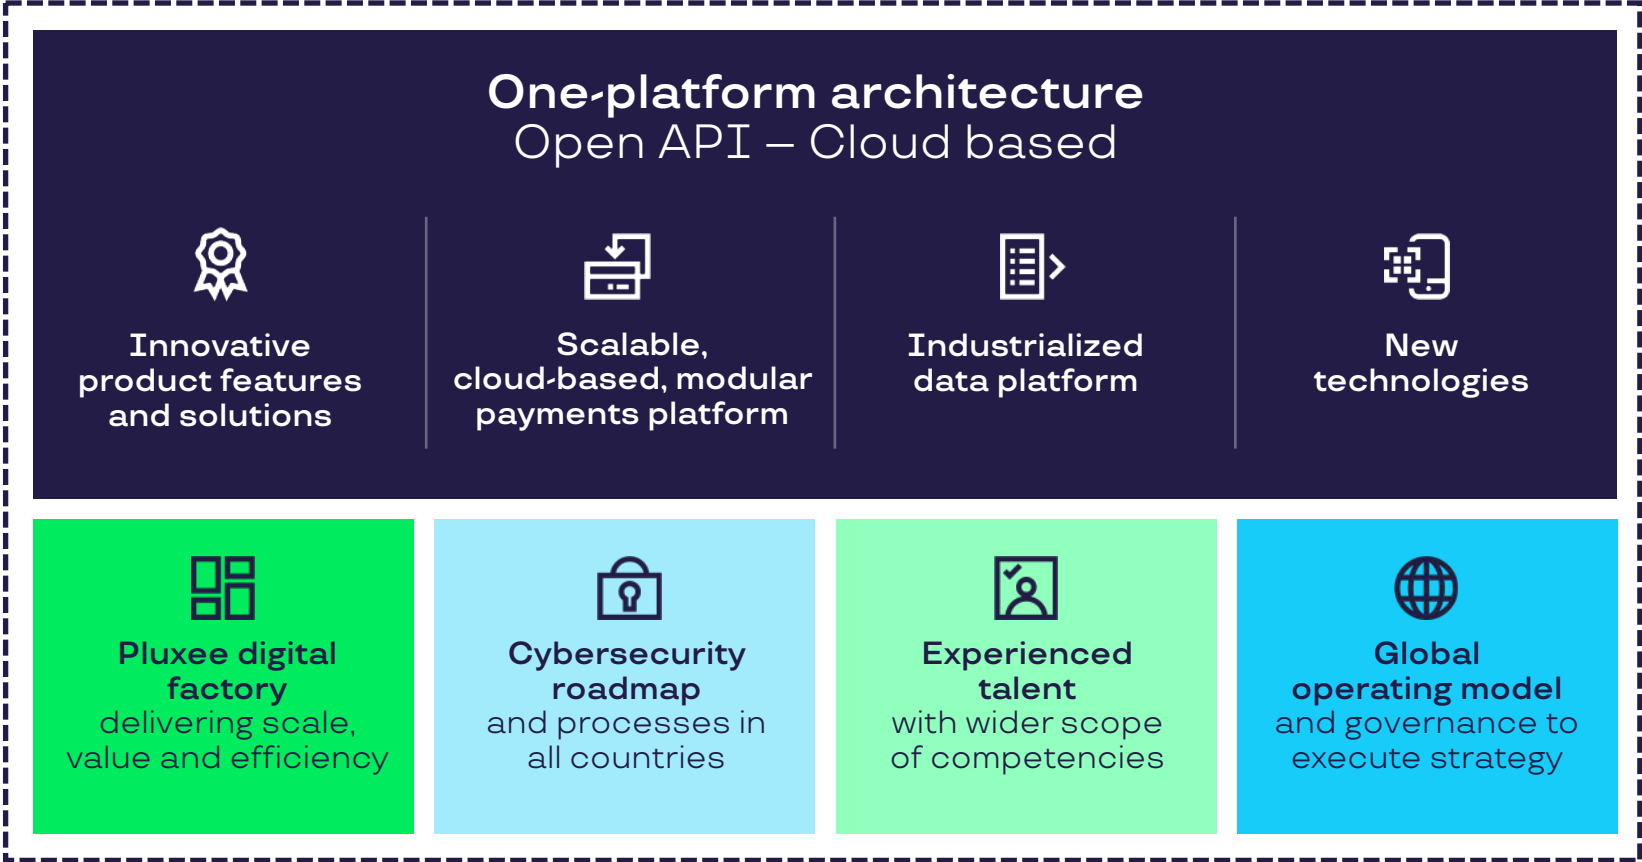 One-platform architecture
Open API – Cloud based
Innovative
product features
and solutions
Scalable,
cloud-based, modular
payments platform
Industrialized
data platform
New
technologies
Pluxee digital
factory
delivering scale,
value and efficiency
Cybersecurity
roadmap
and processes in
all countries
Experienced
talent
with wider scope
of competencies
Global
operating model
and governance to
execute strategy